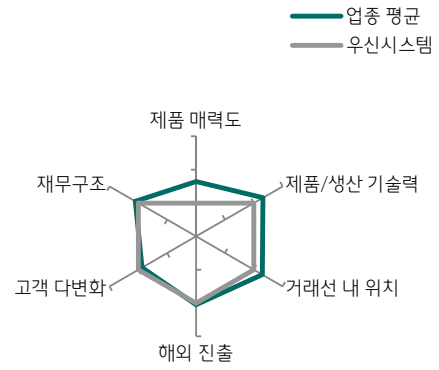 업종 평균
우신시스템
제품 매력도
재무구조
제품/생산 기술력
고객 다변화
거래선 내 위치
해외 진출